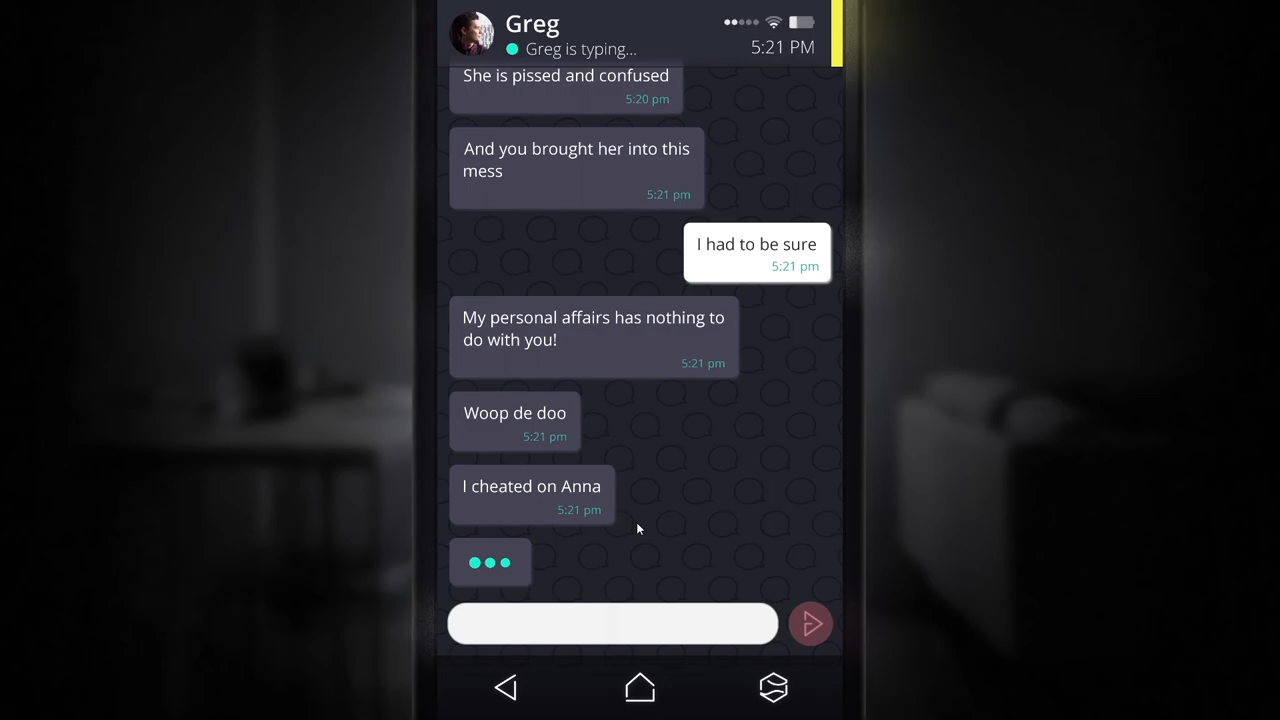 Greg
Greg is typing...
5:21 PM
She is pissed and confused
5:20 pm
And you brought her into this
mess
5:21 pm
I had to be sure
5:21 pm
My personal affairs has nothing to
do with you!
5:21 pm
Woop de doo
5:21 pm
I cheated on Anna
5:21 pm